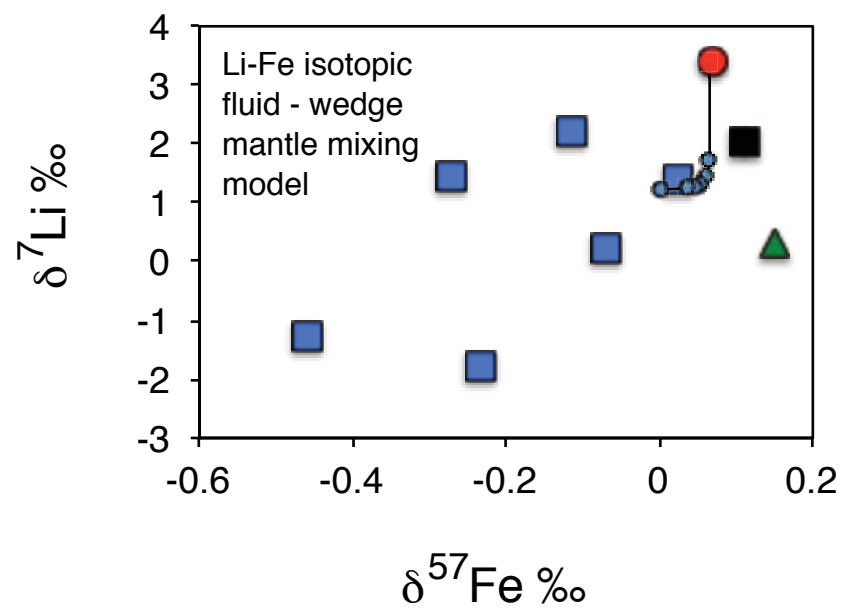 4
3
2
1
0
-1
-2
-3
δ⁷Li ‰
Li-Fe isotopic
fluid - wedge
mantle mixing
model
-0.6 -0.4 -0.2 0 0.2
δ⁵⁷Fe ‰